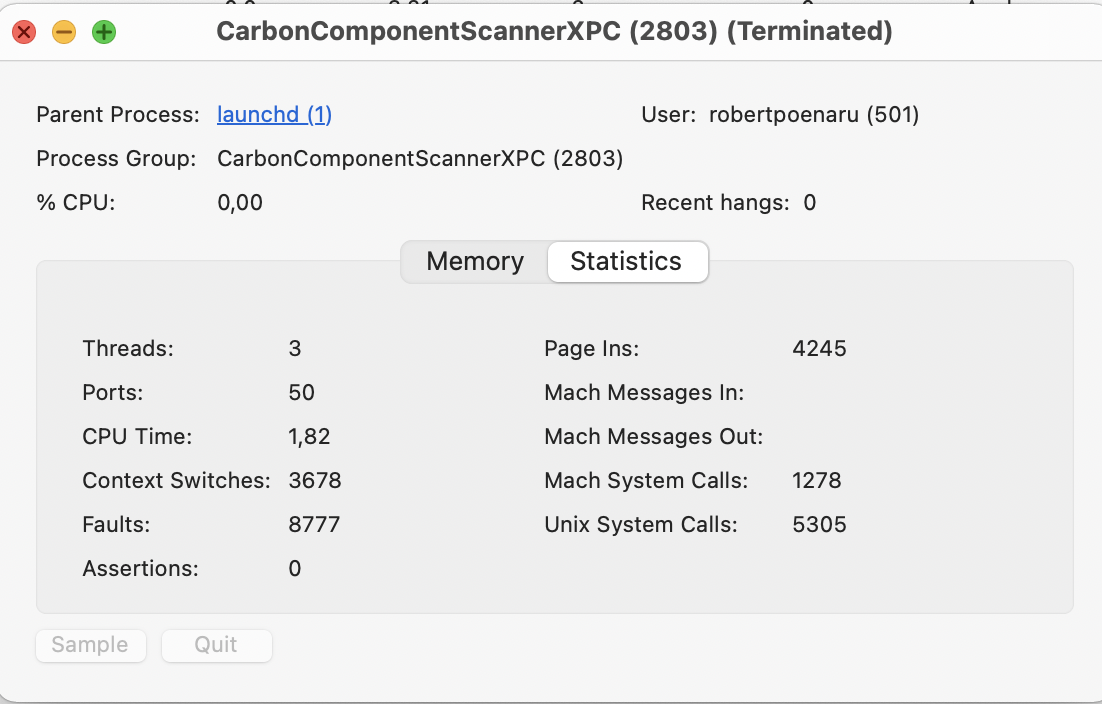 CarbonComponentScannerXPC (2803) (Terminated)
Parent Process: launchd (1) User: robertpoenaru (501)
Process Group: CarbonComponentScannerXPC (2803)
% CPU: 0,00 Recent hangs: 0
Memory Statistics
Threads: 3 Page Ins: 4245
Ports: 50 Mach Messages In:
CPU Time: 1,82 Mach Messages Out:
Context Switches: 3678 Mach System Calls: 1278
Faults: 8777 Unix System Calls: 5305
Assertions: 0
Sample Quit